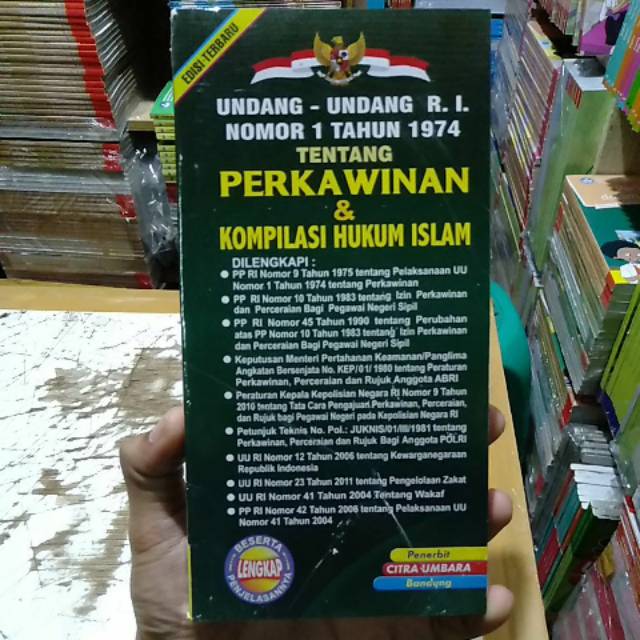 EDISI-TERBARU
UNDANG - UNDANG R. I.
NOMOR 1 TAHUN 1974
TENTANG
PERKAWINAN
&
KOMPILASI HUKUM ISLAM
DILENGKAPI :
● PP RI Nomor 9 Tahun 1975 tentang Pelaksanaan UU
Nomor 1 Tahun 1974 tentang Perkawinan
● PP RI Nomor 10 Tahun 1983 tentang Izin Perkawinan
dan Perceraian Bagi Pegawai Negeri Sipil
● PP RI Nomor 45 Tahun 1990 tentang Perubahan
atas PP Nomor 10 Tahun 1983 tentang Izin Perkawinan
dan Perceraian Bagi Pegawai Negeri Sipil
● Keputusan Menteri Pertahanan Keamanan/Panglima
Angkatan Bersenjata No. KEP/01/ 1980 tentang Peraturan
Perkawinan, Perceraian dan Rujuk Anggota ABRI
● Peraturan Kepala Kepolisian Negara RI Nomor 9 Tahun
2010 tentang Tata Cara Pengajuan Perkawinan, Perceraian,
dan Rujuk bagi Pegawai Negeri pada Kepolisian Negara RI
● Petunjuk Teknis No. Pol.: JUKNIS/01/III/1981 tentang
Perkawinan, Perceraian dan Rujuk Bagi Anggota POLRI
● UU RI Nomor 12 Tahun 2006 tentang Kewarganegaraan
Republik Indonesia
● UU RI Nomor 23 Tahun 2011 tentang Pengelolaan Zakat
● UU RI Nomor 41 Tahun 2004 Tentang Wakaf
● PP RI Nomor 42 Tahun 2006 tentang Pelaksanaan UU
Nomor 41 Tahun 2004
BESERTA
LENGKAP
PENJELASANNYA
Penerbit
CITRA UMBARA
Bandung